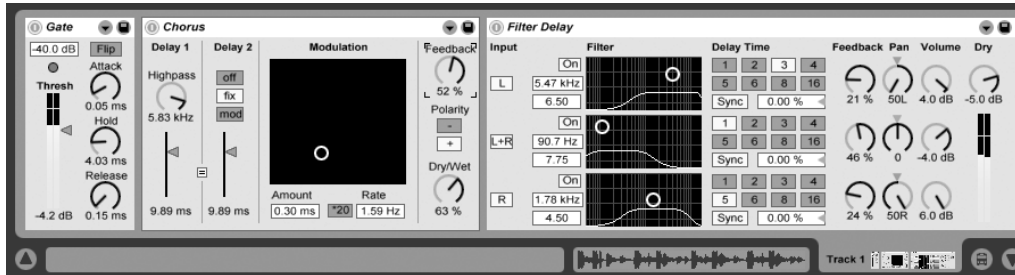 Gate
-40.0 dB Flip
Attack
Thresh
0.05 ms
Hold
4.03 ms
Release
-4.2 dB 0.15 ms
Chorus
Delay 1 Delay 2 Modulation Feedback
Highpass off
5.83 kHz fix
mod
52 %
Polarity
-
+
Dry/Wet
Amount Rate
9.89 ms = 9.89 ms 0.30 ms *20 1.59 Hz 63 %
Filter Delay
Input Filter Delay Time Feedback Pan Volume Dry
On 1 2 3 4
L 5.47 kHz 5 6 8 16
6.50 Sync 0.00 % 21 % 50L 4.0 dB -5.0 dB
On 1 2 3 4
L+R 90.7 Hz 5 6 8 16
7.75 Sync 0.00 % 46 % 0 -4.0 dB
On 1 2 3 4
R 1.78 kHz 5 6 8 16
4.50 Sync 0.00 % 24 % 50R 6.0 dB
Track 1